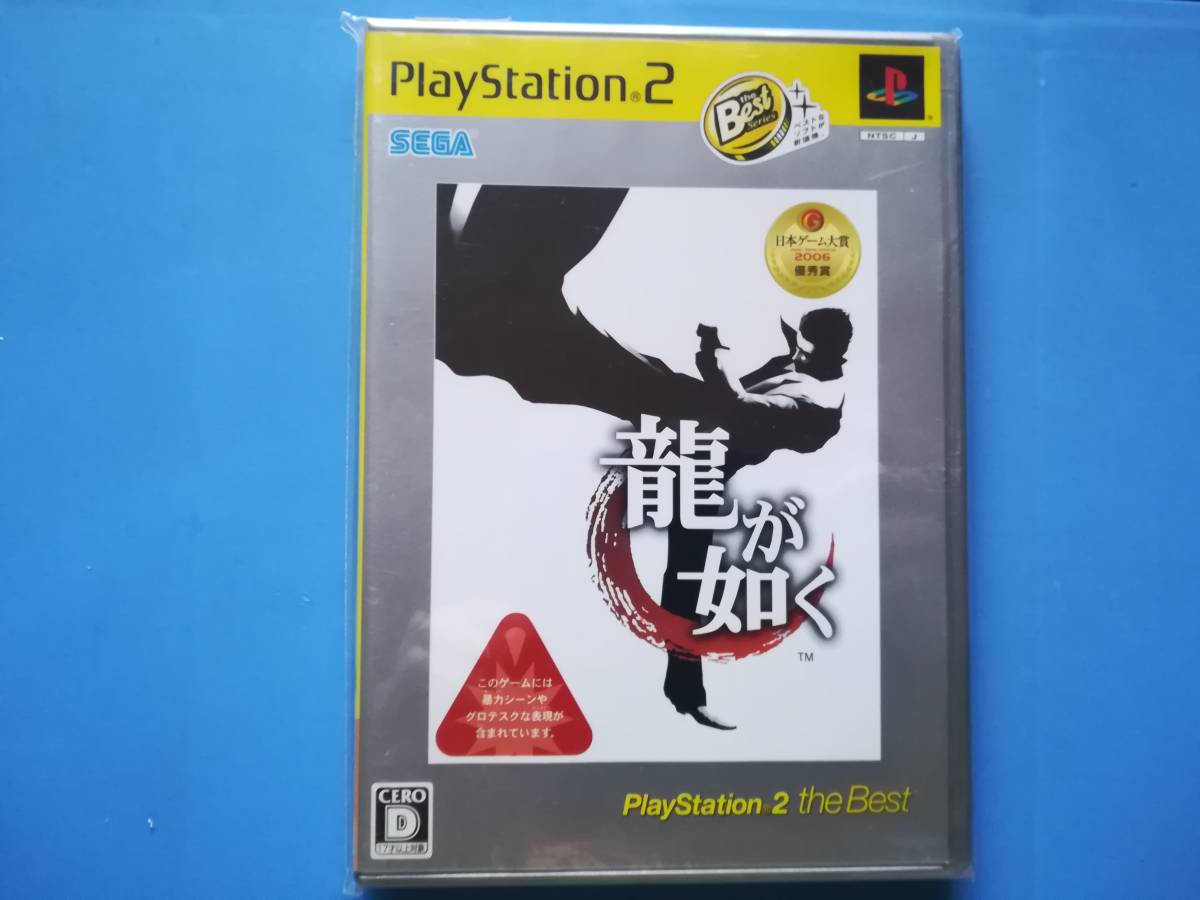 PlayStation®2
the
Best
Series
ベストな
ソフトが
新価格。
NTSC J
SEGA
G
日本ゲーム大賞
2006
優秀賞
龍が
如く
TM
このゲームには
暴力シーンや
グロテスクな表現が
含まれています。
CERO
D
17才以上対象
PlayStation®2 the Best